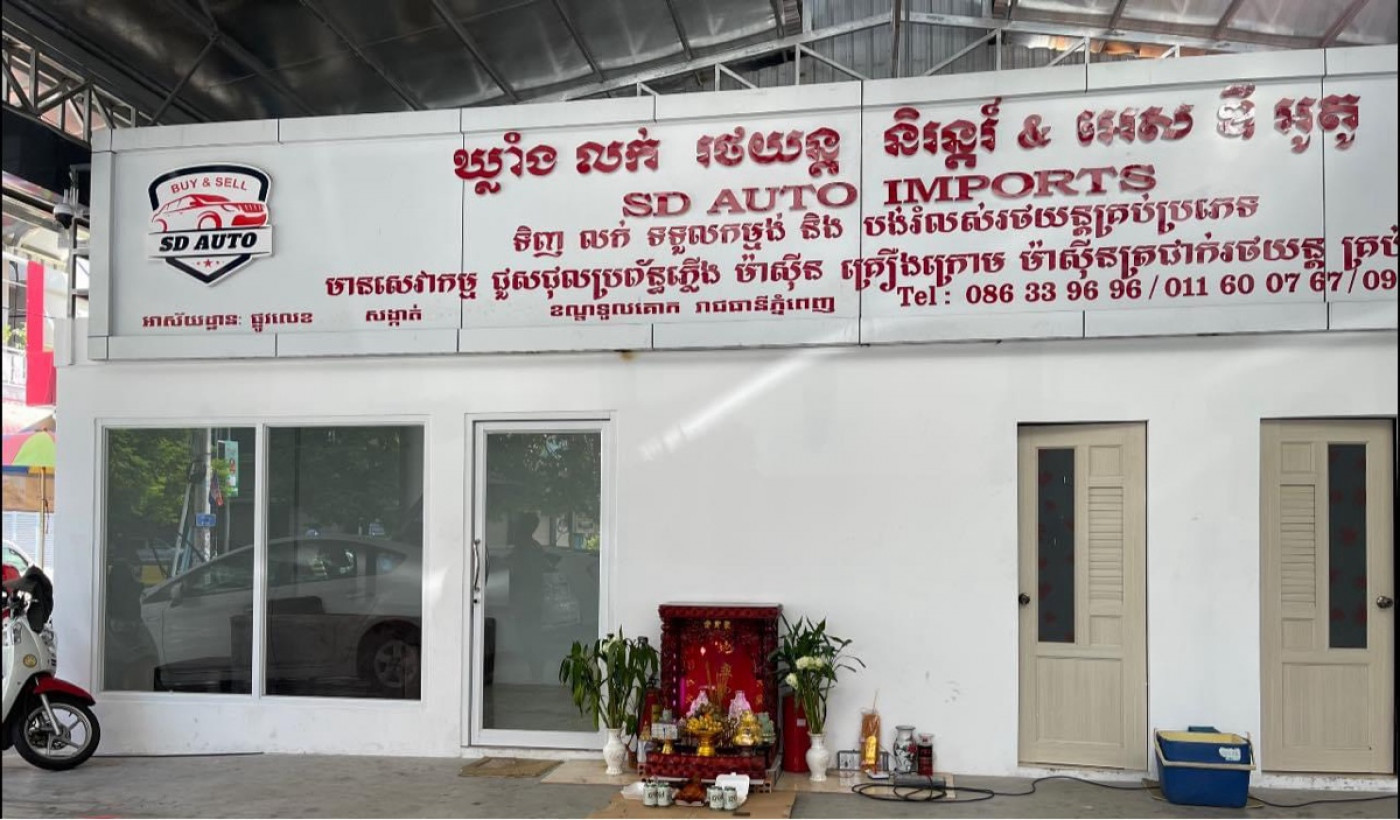 BUY & SELL
SD AUTO
ឃ្លាំង លក់ រថយន្ត និរន្តរ៍ & អេស ឌី អូតូ
SD AUTO IMPORTS
ទិញ លក់ ទទួលកម្មង់ និង បង់រំលស់រថយន្តគ្រប់ប្រភេទ
មានសេវាកម្ម ជួសជុលប្រព័ន្ធភ្លើង ម៉ាស៊ីន គ្រឿងក្រោម ម៉ាស៊ីនត្រជាក់រថយន្ត គ្រប់
អាស័យដ្ឋានៈ ផ្លូវលេខ សង្កាត់ ខណ្ឌទួលគោក រាជធានីភ្នំពេញ Tel : 086 33 96 96 / 011 60 07 67 / 09